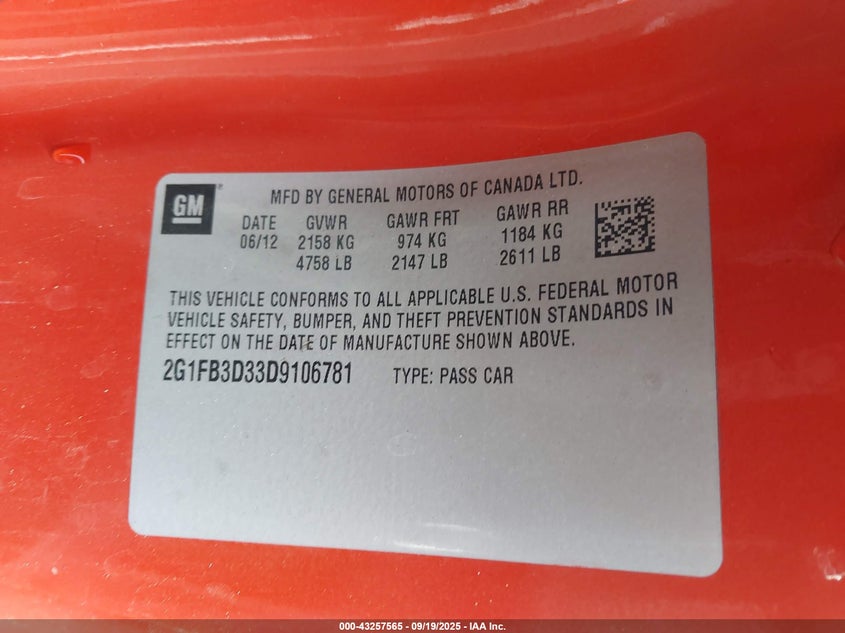 GM
MFD BY GENERAL MOTORS OF CANADA LTD.
DATE GVWR GAWR FRT GAWR RR
06/12 2158 KG 974 KG 1184 KG
4758 LB 2147 LB 2611 LB
THIS VEHICLE CONFORMS TO ALL APPLICABLE U.S. FEDERAL MOTOR
VEHICLE SAFETY, BUMPER, AND THEFT PREVENTION STANDARDS IN
EFFECT ON THE DATE OF MANUFACTURE SHOWN ABOVE.
2G1FB3D33D9106781 TYPE: PASS CAR
000-43257565 - 09/19/2025 - IAA Inc.